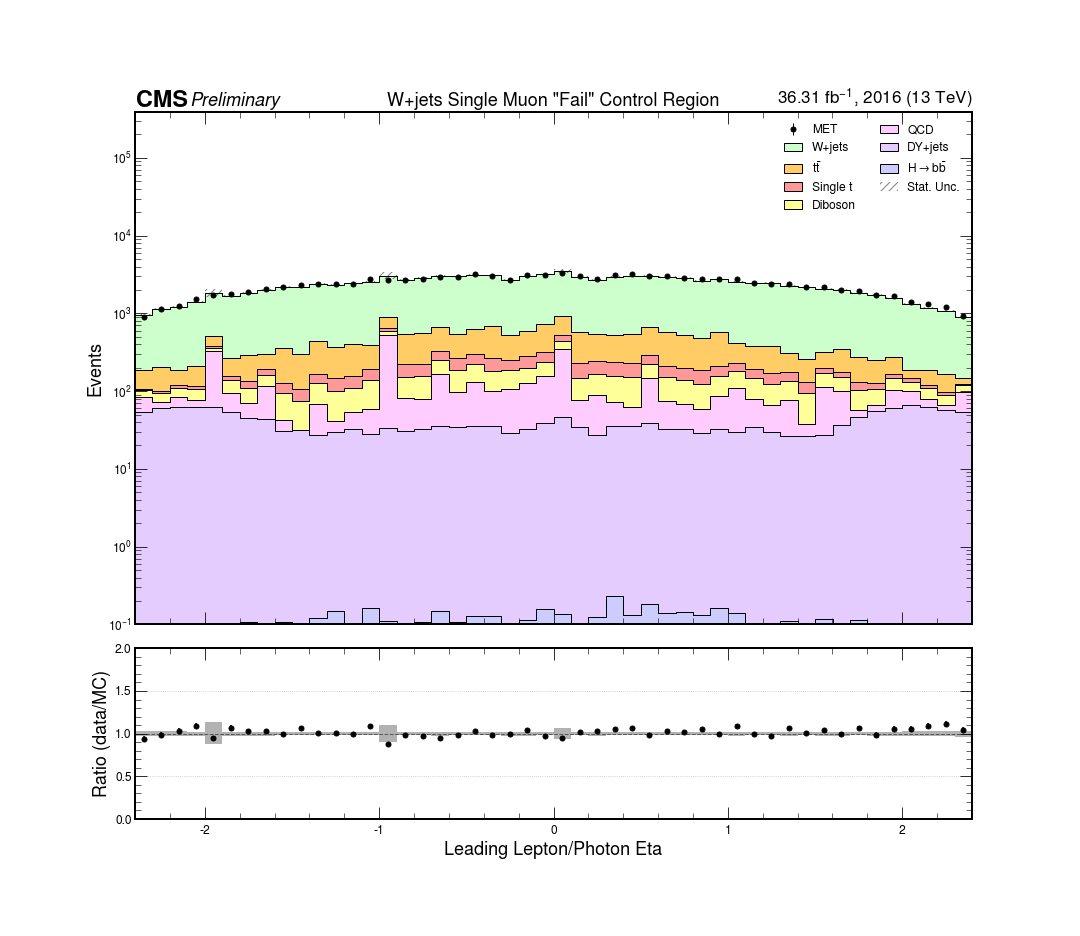 CMS Preliminary W+jets Single Muon "Fail" Control Region 36.31 fb⁻¹, 2016 (13 TeV)
MET QCD
W+jets DY+jets
tt̄ H→bb̄
Single t Stat. Unc.
Diboson
10⁵
10⁴
10³
10²
10¹
10⁰
10⁻¹
Events
2.0
1.5
1.0
0.5
0.0
Ratio (data/MC)
-2 -1 0 1 2
Leading Lepton/Photon Eta